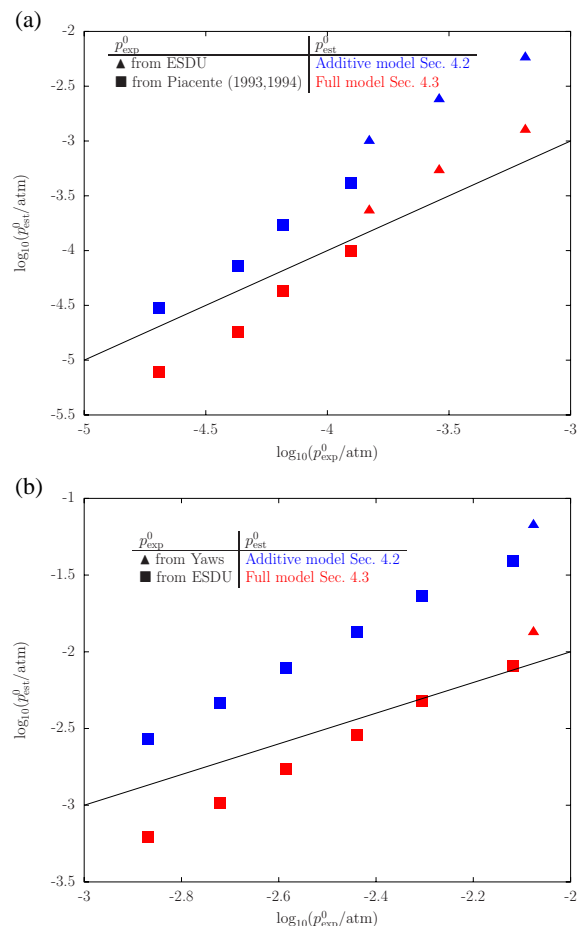 (a)
-2
-2.5
-3
-3.5
-4
-4.5
-5
-5.5
log₁₀(p⁰est/atm)
p⁰exp p⁰est
▲ from ESDU Additive model Sec. 4.2
■ from Piacente (1993,1994) Full model Sec. 4.3
-5 -4.5 -4 -3.5 -3
log₁₀(p⁰exp/atm)
(b)
-1
-1.5
-2
-2.5
-3
-3.5
log₁₀(p⁰est/atm)
p⁰exp p⁰est
▲ from Yaws Additive model Sec. 4.2
■ from ESDU Full model Sec. 4.3
-3 -2.8 -2.6 -2.4 -2.2 -2
log₁₀(p⁰exp/atm)